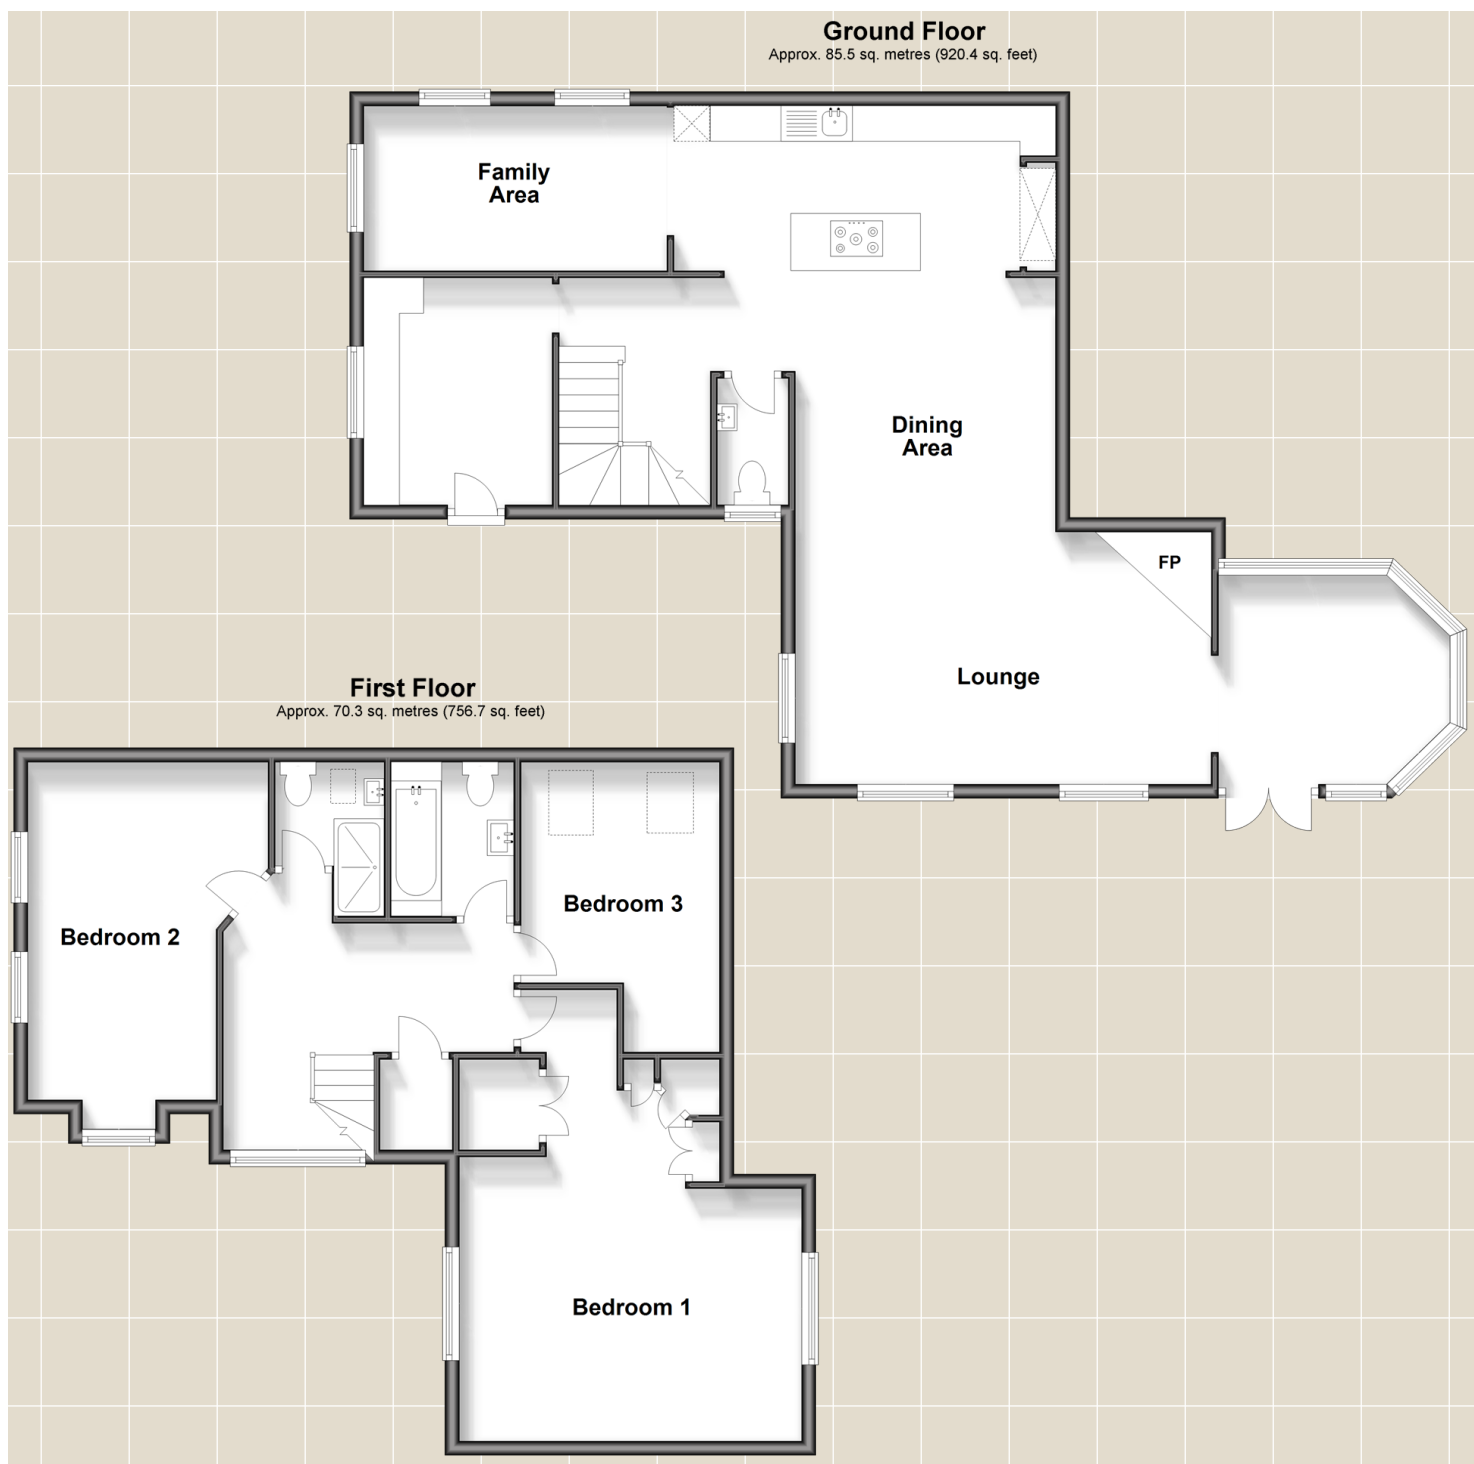 Ground Floor
Approx. 85.5 sq. metres (920.4 sq. feet)
Family
Area
Dining
Area
FP
Lounge
First Floor
Approx. 70.3 sq. metres (756.7 sq. feet)
Bedroom 3
Bedroom 2
Bedroom 1